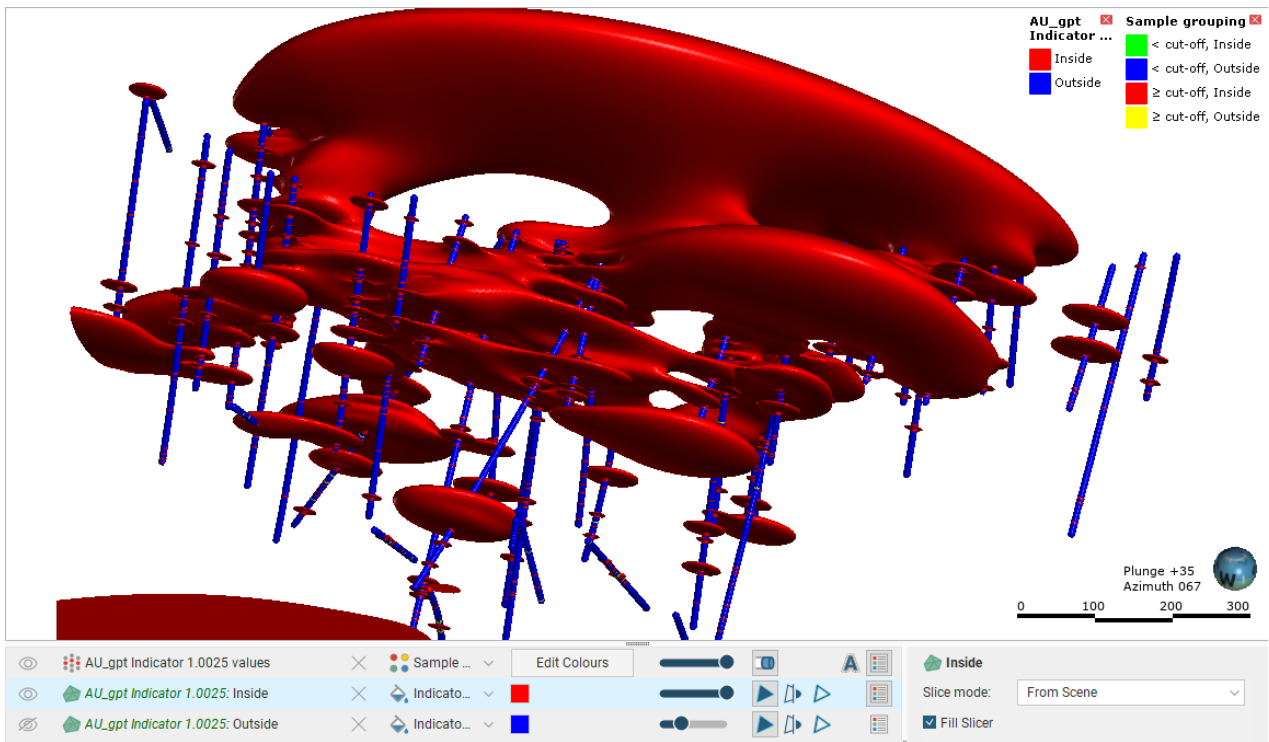 AU_gpt
Indicator ...
Inside
Outside
Sample grouping
< cut-off, Inside
< cut-off, Outside
≥ cut-off, Inside
≥ cut-off, Outside
W
Plunge +35
Azimuth 067
0 100 200 300
AU_gpt Indicator 1.0025 values Sample ... Edit Colours A
AU_gpt Indicator 1.0025: Inside Indicato...
AU_gpt Indicator 1.0025: Outside Indicato...
Inside
Slice mode: From Scene
Fill Slicer